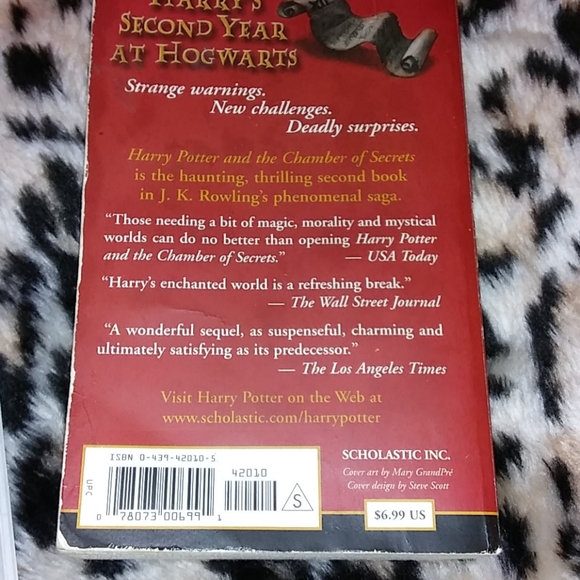 HARRY'S
SECOND YEAR
AT HOGWARTS
Strange warnings.
New challenges.
Deadly surprises.
Harry Potter and the Chamber of Secrets
is the haunting, thrilling second book
in J. K. Rowling's phenomenal saga.
"Those needing a bit of magic, morality and mystical
worlds can do no better than opening Harry Potter
and the Chamber of Secrets." — USA Today
"Harry's enchanted world is a refreshing break."
— The Wall Street Journal
"A wonderful sequel, as suspenseful, charming and
ultimately satisfying as its predecessor."
— The Los Angeles Times
Visit Harry Potter on the Web at
www.scholastic.com/harrypotter
ISBN 0-439-42010-5
42010
UPC
0 78073 00699 1
S
SCHOLASTIC INC.
Cover art by Mary GrandPré
Cover design by Steve Scott
$6.99 US